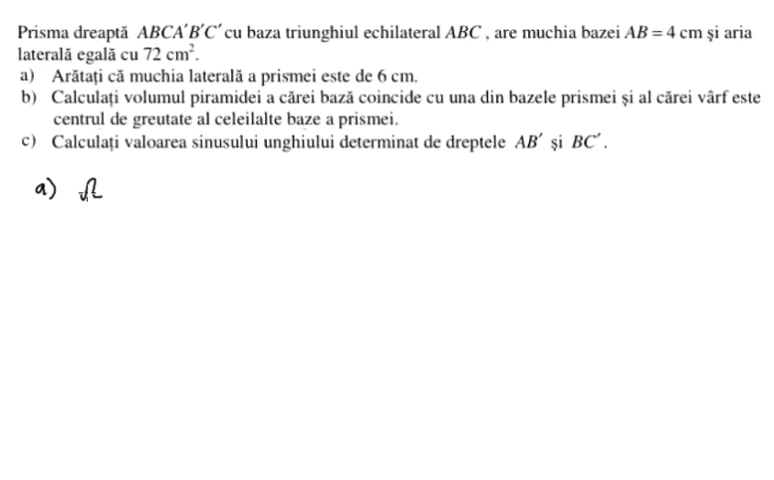 Prisma dreaptă ABCA′B′C′ cu baza triunghiul echilateral ABC , are muchia bazei AB = 4 cm și aria
laterală egală cu 72 cm².
a) Arătați că muchia laterală a prismei este de 6 cm.
b) Calculați volumul piramidei a cărei bază coincide cu una din bazele prismei și al cărei vârf este
centrul de greutate al celeilalte baze a prismei.
c) Calculați valoarea sinusului unghiului determinat de dreptele AB′ și BC′ .
a)